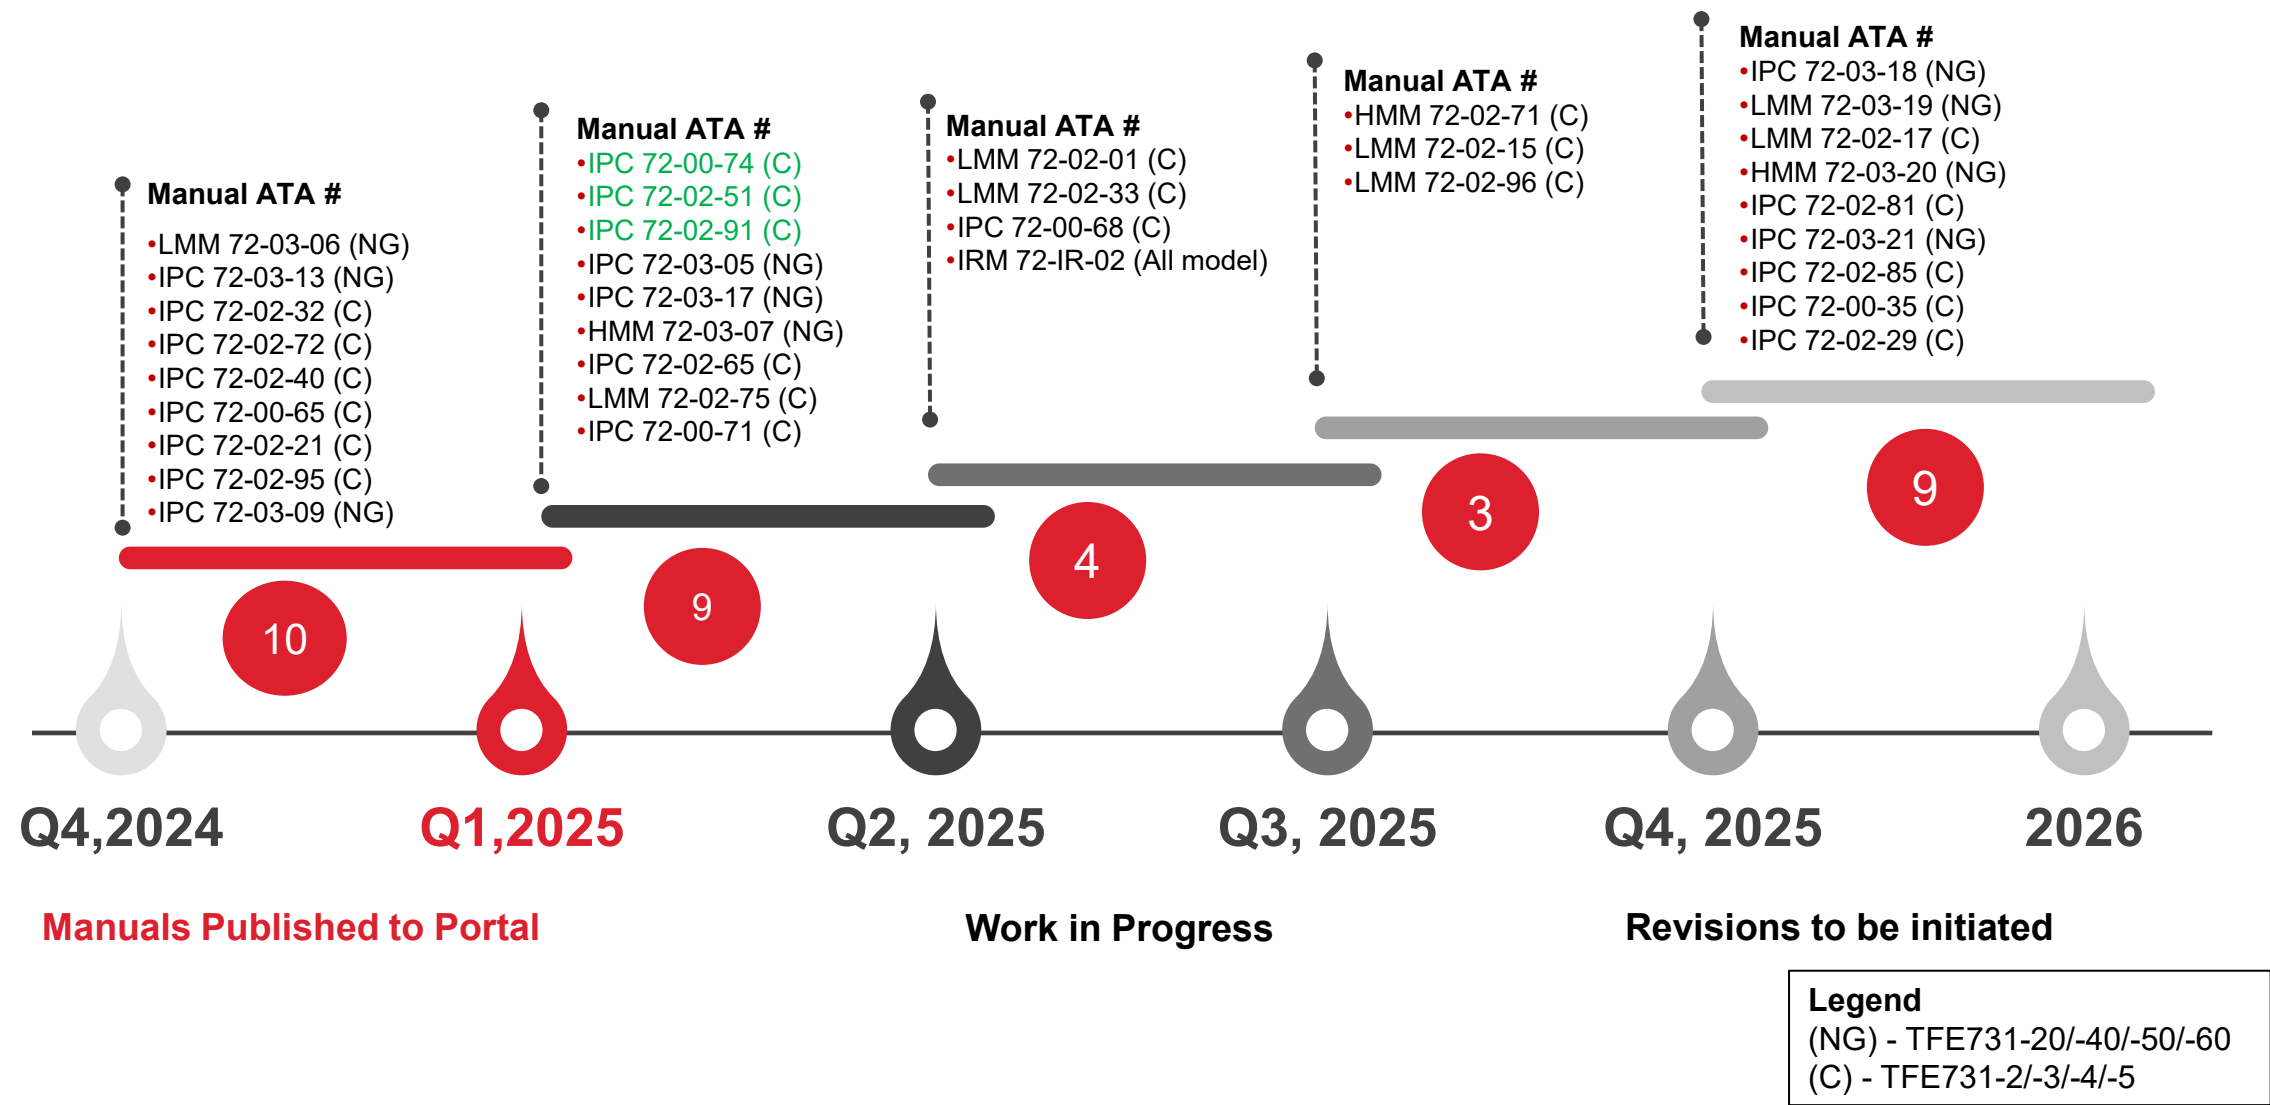 Manual ATA #
•LMM 72-03-06 (NG)
•IPC 72-03-13 (NG)
•IPC 72-02-32 (C)
•IPC 72-02-72 (C)
•IPC 72-02-40 (C)
•IPC 72-00-65 (C)
•IPC 72-02-21 (C)
•IPC 72-02-95 (C)
•IPC 72-03-09 (NG)
Manual ATA #
•IPC 72-00-74 (C)
•IPC 72-02-51 (C)
•IPC 72-02-91 (C)
•IPC 72-03-05 (NG)
•IPC 72-03-17 (NG)
•HMM 72-03-07 (NG)
•IPC 72-02-65 (C)
•LMM 72-02-75 (C)
•IPC 72-00-71 (C)
Manual ATA #
•LMM 72-02-01 (C)
•LMM 72-02-33 (C)
•IPC 72-00-68 (C)
•IRM 72-IR-02 (All model)
Manual ATA #
•HMM 72-02-71 (C)
•LMM 72-02-15 (C)
•LMM 72-02-96 (C)
Manual ATA #
•IPC 72-03-18 (NG)
•LMM 72-03-19 (NG)
•LMM 72-02-17 (C)
•HMM 72-03-20 (NG)
•IPC 72-02-81 (C)
•IPC 72-03-21 (NG)
•IPC 72-02-85 (C)
•IPC 72-00-35 (C)
•IPC 72-02-29 (C)
10
9
4
3
9
Q4,2024
Q1,2025
Q2, 2025
Q3, 2025
Q4, 2025
2026
Manuals Published to Portal
Work in Progress
Revisions to be initiated
Legend
(NG) - TFE731-20/-40/-50/-60
(C) - TFE731-2/-3/-4/-5